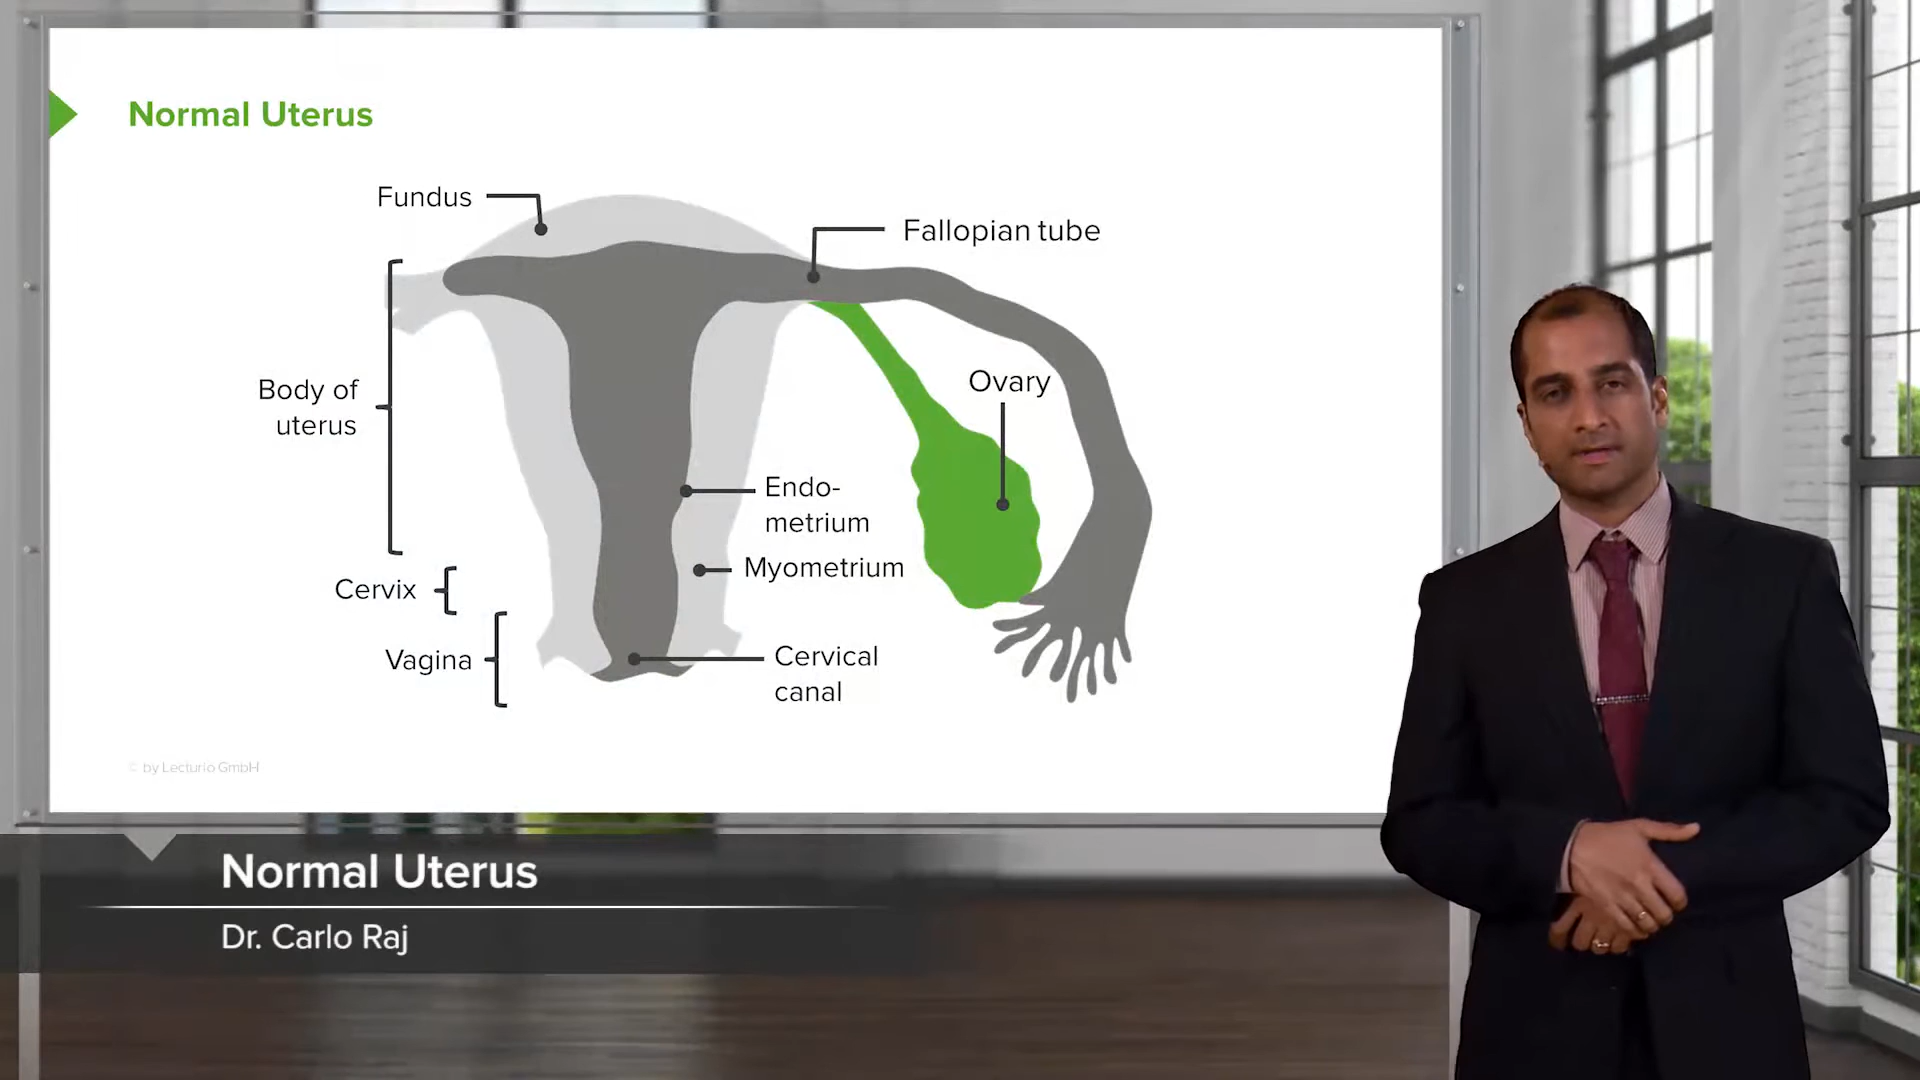 Normal Uterus
Fundus
Fallopian tube
Body of
uterus
Ovary
Endo-
metrium
Myometrium
Cervix
Vagina
Cervical
canal
© by Lecturio GmbH
Normal Uterus
Dr. Carlo Raj